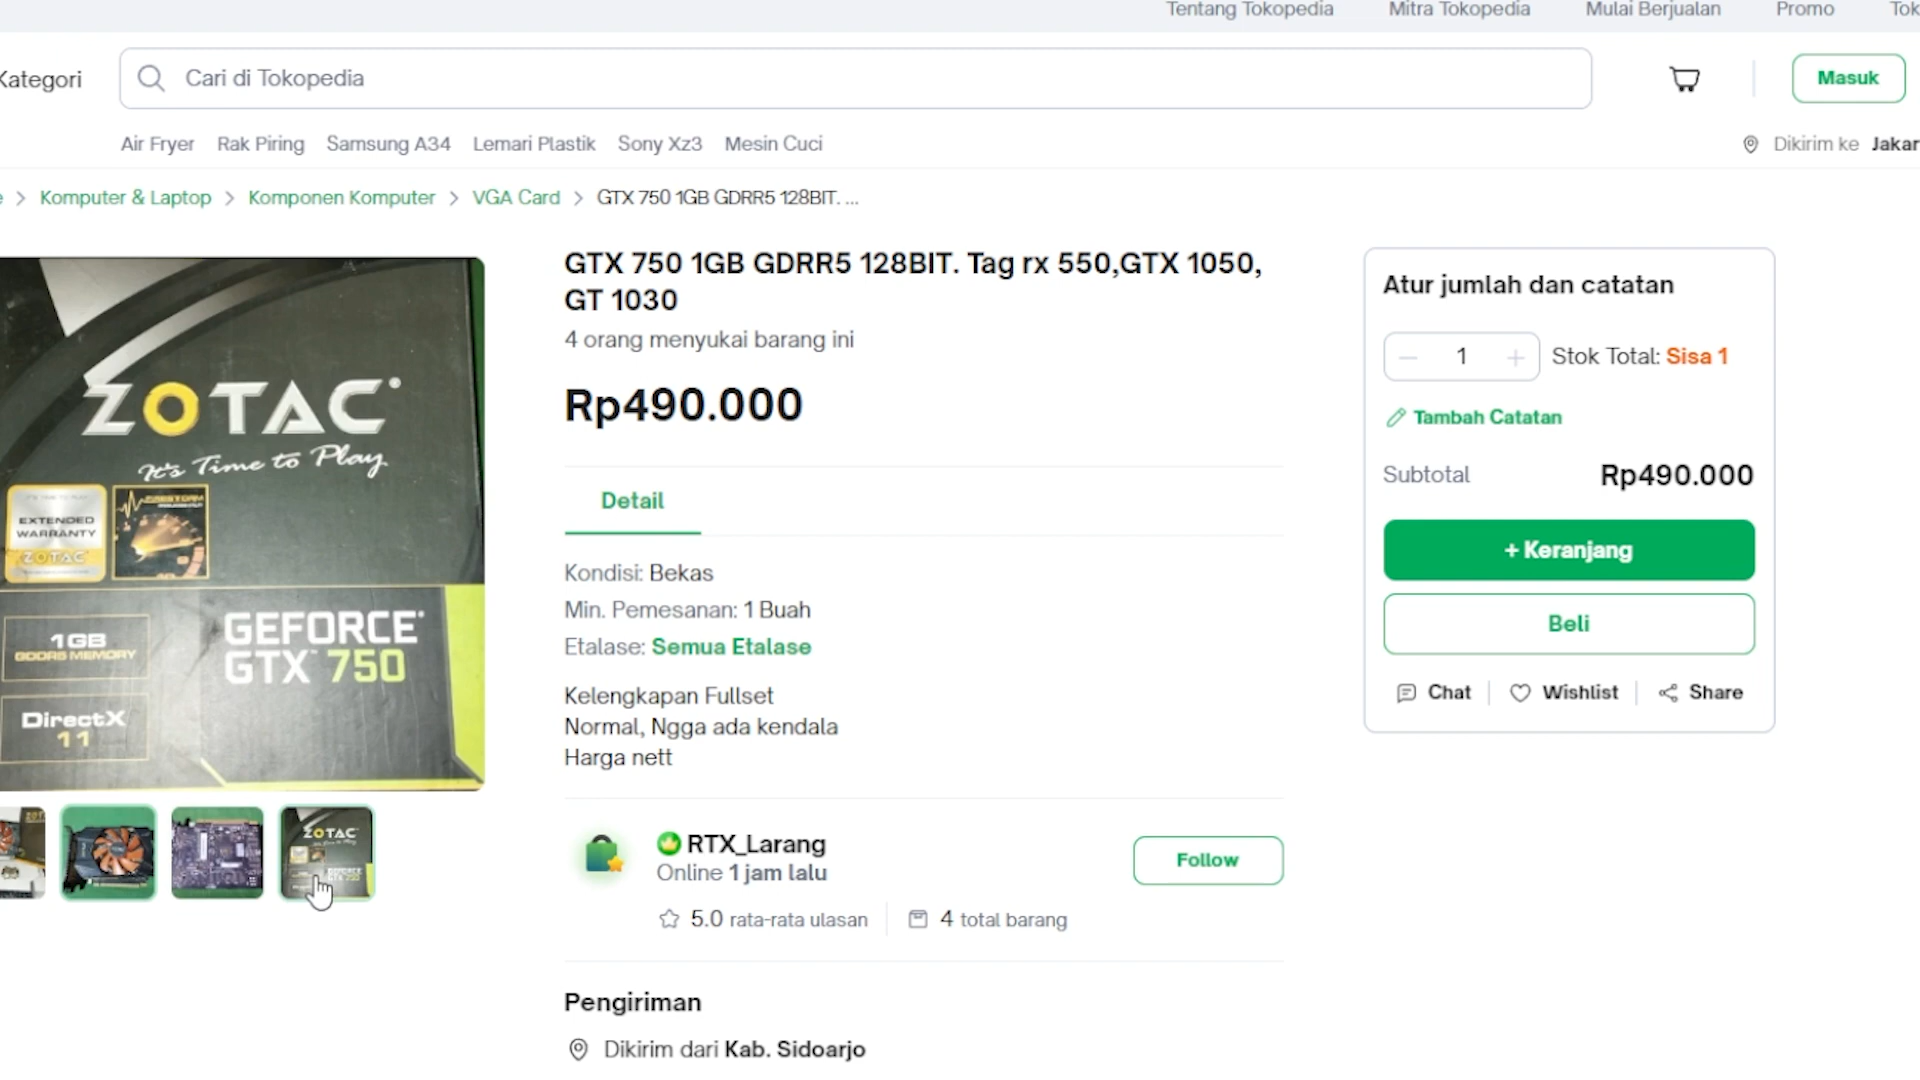 Tentang Tokopedia Mitra Tokopedia Mulai Berjualan Promo Tok
Kategori Cari di Tokopedia Masuk
Air Fryer Rak Piring Samsung A34 Lemari Plastik Sony Xz3 Mesin Cuci Dikirim ke Jakar
Komputer & Laptop Komponen Komputer VGA Card GTX 750 1GB GDRR5 128BIT. ...
ZOTAC
It's Time to Play
EXTENDED
WARRANTY
ZOTAC
FIRESTORM
1GB
GDDR5 MEMORY
GEFORCE
GTX 750
DirectX
11
GTX 750 1GB GDRR5 128BIT. Tag rx 550,GTX 1050,
GT 1030
4 orang menyukai barang ini
Rp490.000
Detail
Kondisi: Bekas
Min. Pemesanan: 1 Buah
Etalase: Semua Etalase
Kelengkapan Fullset
Normal, Ngga ada kendala
Harga nett
RTX_Larang
Online 1 jam lalu
Follow
5.0 rata-rata ulasan 4 total barang
Pengiriman
Dikirim dari Kab. Sidoarjo
Atur jumlah dan catatan
1 Stok Total: Sisa 1
Tambah Catatan
Subtotal Rp490.000
+ Keranjang
Beli
Chat Wishlist Share